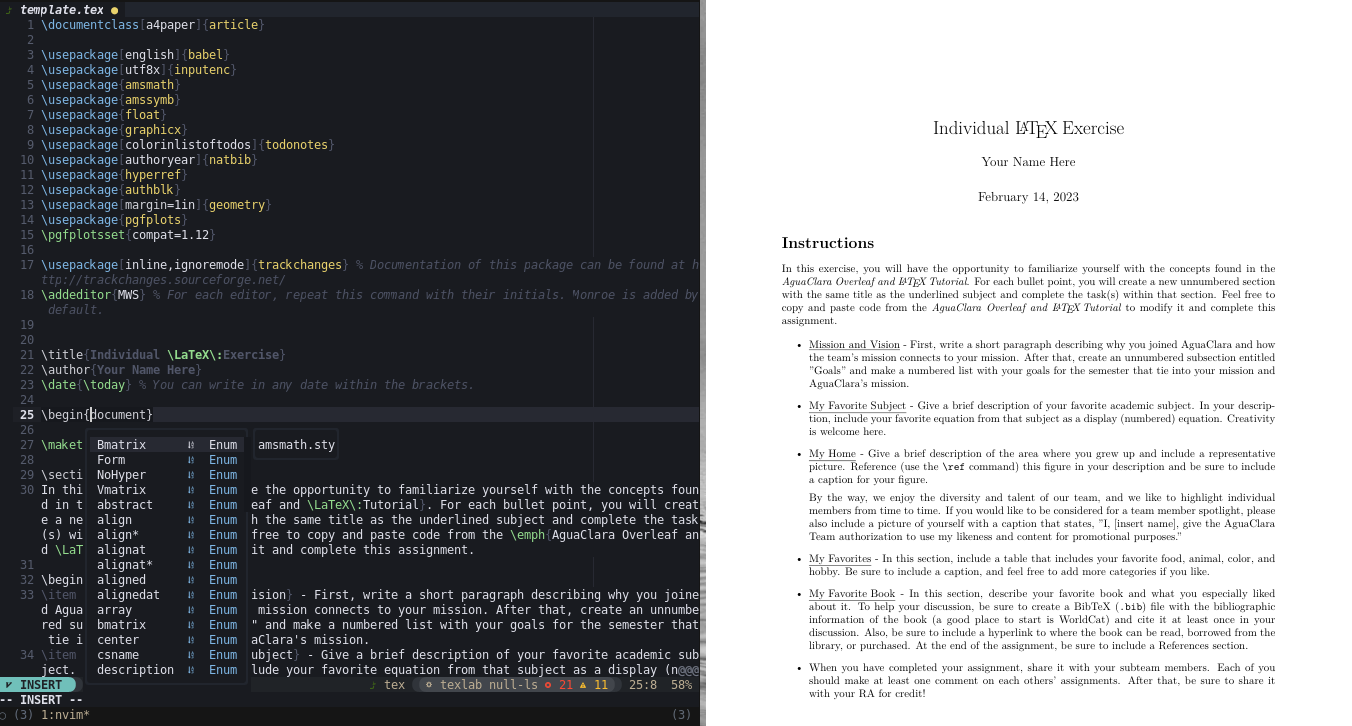 template.tex ●
1 \documentclass[a4paper]{article}
2
3 \usepackage[english]{babel}
4 \usepackage[utf8x]{inputenc}
5 \usepackage{amsmath}
6 \usepackage{amssymb}
7 \usepackage{float}
8 \usepackage{graphicx}
9 \usepackage[colorinlistoftodos]{todonotes}
10 \usepackage[authoryear]{natbib}
11 \usepackage{hyperref}
12 \usepackage{authblk}
13 \usepackage[margin=1in]{geometry}
14 \usepackage{pgfplots}
15 \pgfplotsset{compat=1.12}
16
17 \usepackage[inline,ignoremode]{trackchanges} % Documentation of this package can be found at h
ttp://trackchanges.sourceforge.net/
18 \addeditor{MWS} % For each editor, repeat this command with their initials. Monroe is added by
default.
19
20
21 \title{Individual \LaTeX\:Exercise}
22 \author{Your Name Here}
23 \date{\today} % You can write in any date within the brackets.
24
25 \begin{document}
26
27 \maket
28
29 \secti
30 In thi e the opportunity to familiarize yourself with the concepts foun
d in t eaf and \LaTeX\:Tutorial}. For each bullet point, you will creat
e a ne h the same title as the underlined subject and complete the task
(s) wi free to copy and paste code from the \emph{AguaClara Overleaf an
d \LaT it and complete this assignment.
31
32 \begin
33 \item ision} - First, write a short paragraph describing why you joine
d Agua mission connects to your mission. After that, create an unnumbe
red su " and make a numbered list with your goals for the semester that
tie i aClara's mission.
34 \item ubject} - Give a brief description of your favorite academic sub
ject. lude your favorite equation from that subject as a display (n@@@
Bmatrix Enum amsmath.sty
Form Enum
NoHyper Enum
Vmatrix Enum
abstract Enum
align Enum
align* Enum
alignat Enum
alignat* Enum
aligned Enum
alignedat Enum
array Enum
bmatrix Enum
center Enum
csname Enum
description Enum
INSERT tex texlab null-ls 21 11 25:8 58%
-- INSERT --
(3) 1:nvim* (3)
Individual LATEX Exercise
Your Name Here
February 14, 2023
Instructions
In this exercise, you will have the opportunity to familiarize yourself with the concepts found in the
AguaClara Overleaf and LATEX Tutorial. For each bullet point, you will create a new unnumbered section
with the same title as the underlined subject and complete the task(s) within that section. Feel free to
copy and paste code from the AguaClara Overleaf and LATEX Tutorial to modify it and complete this
assignment.
• Mission and Vision - First, write a short paragraph describing why you joined AguaClara and how
the team's mission connects to your mission. After that, create an unnumbered subsection entitled
"Goals" and make a numbered list with your goals for the semester that tie into your mission and
AguaClara's mission.
• My Favorite Subject - Give a brief description of your favorite academic subject. In your descrip-
tion, include your favorite equation from that subject as a display (numbered) equation. Creativity
is welcome here.
• My Home - Give a brief description of the area where you grew up and include a representative
picture. Reference (use the \ref command) this figure in your description and be sure to include
a caption for your figure.
By the way, we enjoy the diversity and talent of our team, and we like to highlight individual
members from time to time. If you would like to be considered for a team member spotlight, please
also include a picture of yourself with a caption that states, "I, [insert name], give the AguaClara
Team authorization to use my likeness and content for promotional purposes."
• My Favorites - In this section, include a table that includes your favorite food, animal, color, and
hobby. Be sure to include a caption, and feel free to add more categories if you like.
• My Favorite Book - In this section, describe your favorite book and what you especially liked
about it. To help your discussion, be sure to create a BibTeX (.bib) file with the bibliographic
information of the book (a good place to start is WorldCat) and cite it at least once in your
discussion. Also, be sure to include a hyperlink to where the book can be read, borrowed from the
library, or purchased. At the end of the assignment, be sure to include a References section.
• When you have completed your assignment, share it with your subteam members. Each of you
should make at least one comment on each others' assignments. After that, be sure to share it
with your RA for credit!